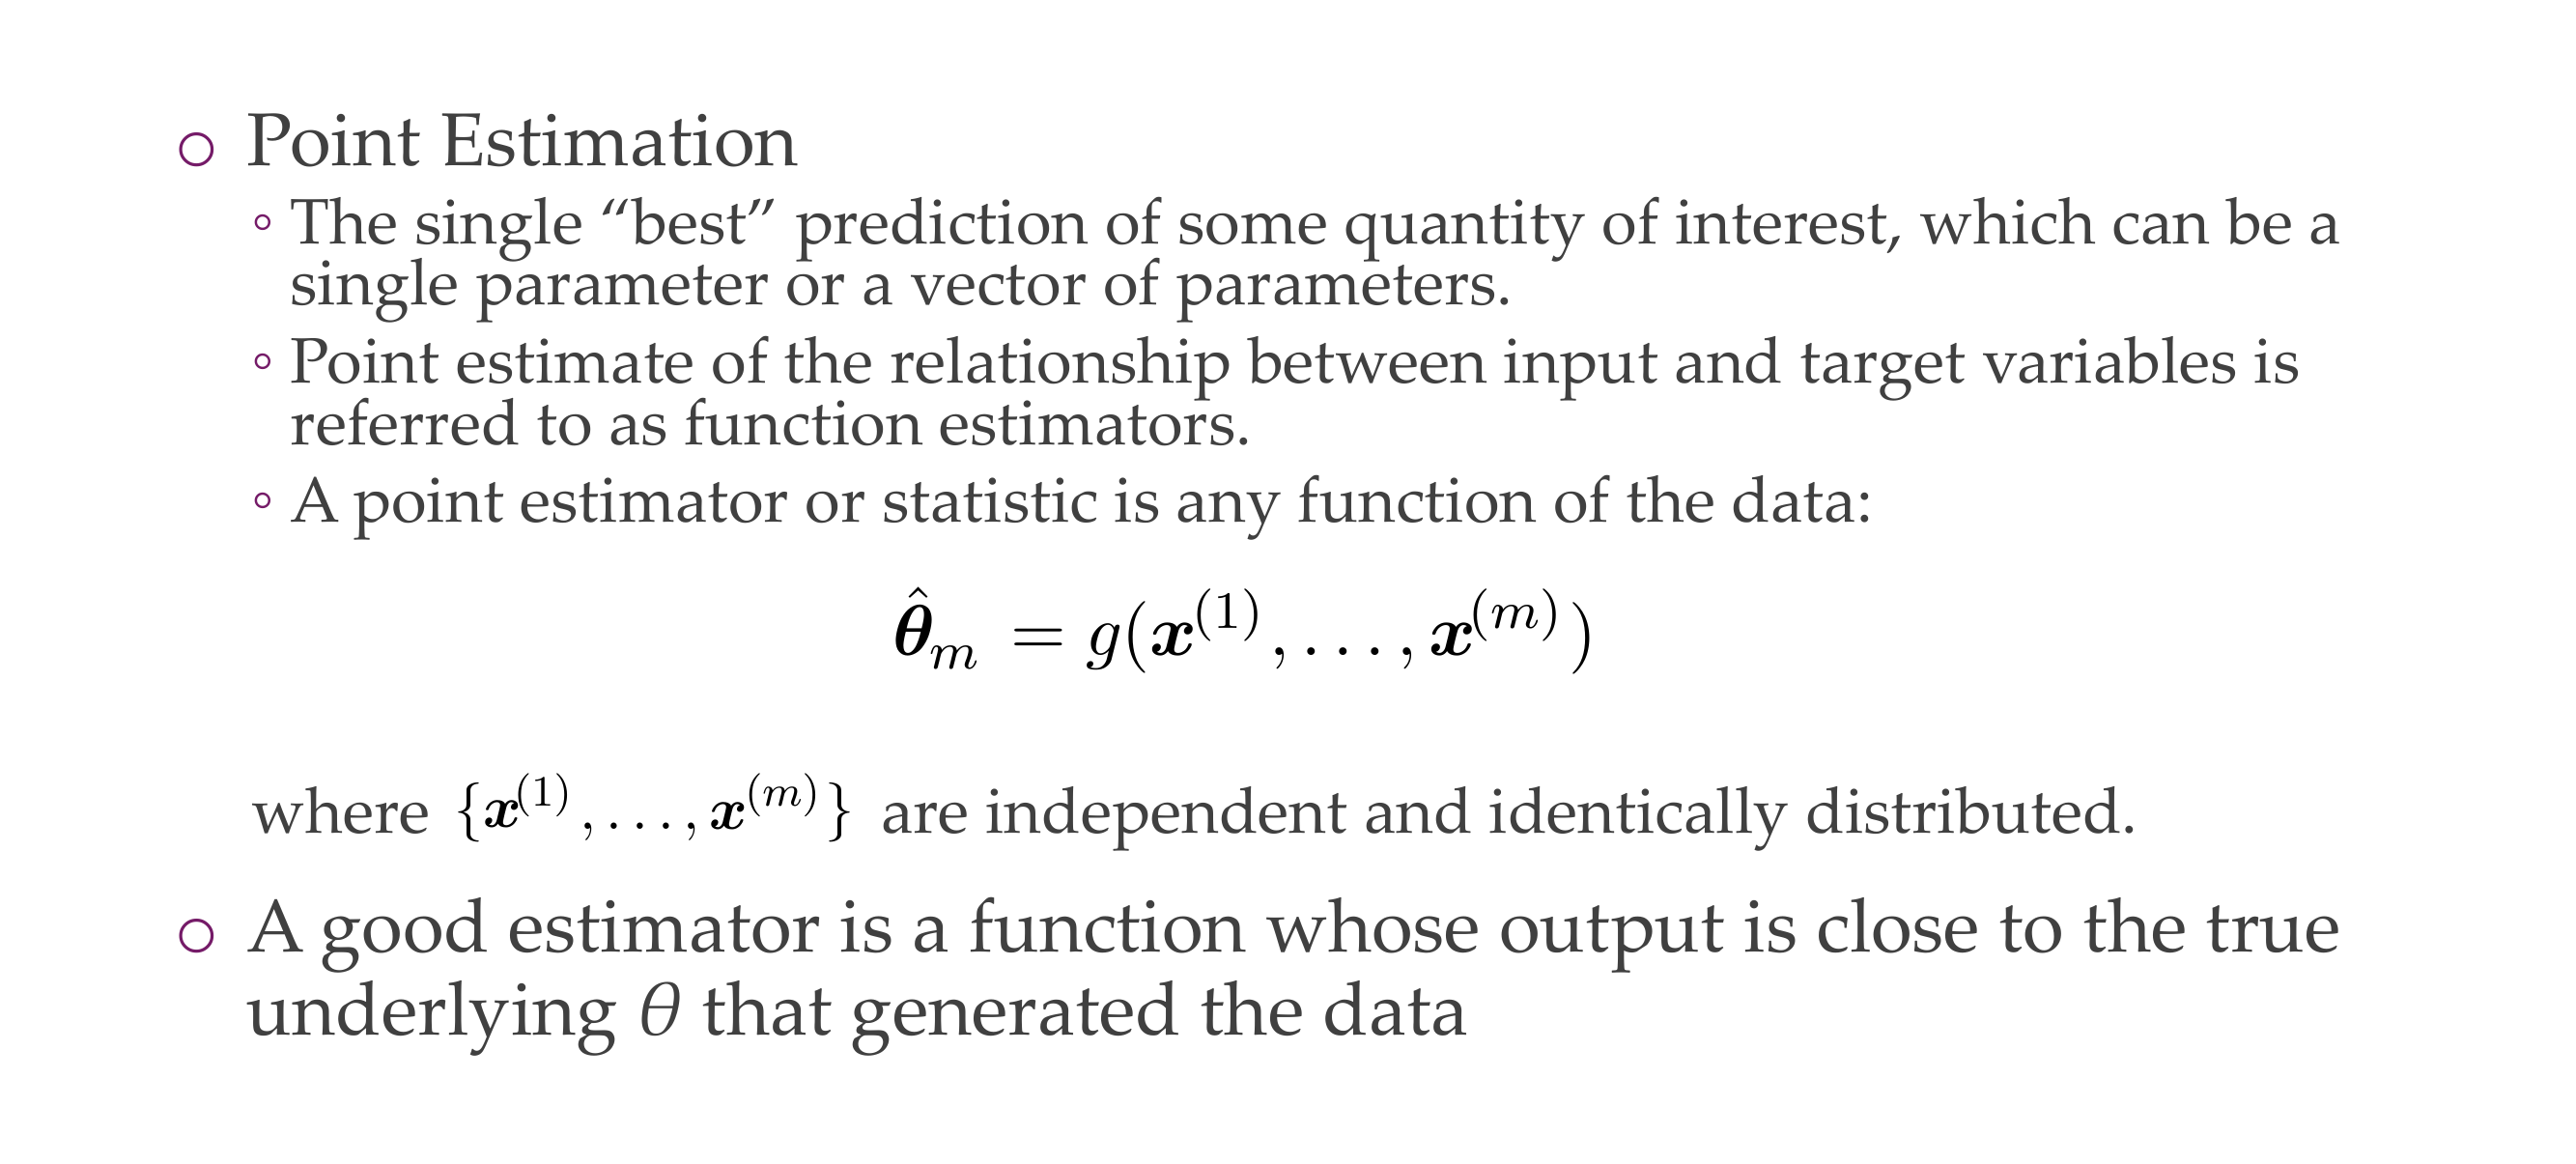 ○ Point Estimation
◦ The single “best” prediction of some quantity of interest, which can be a
single parameter or a vector of parameters.
◦ Point estimate of the relationship between input and target variables is
referred to as function estimators.
◦ A point estimator or statistic is any function of the data:
$\hat{\boldsymbol{\theta}}_m = g(\boldsymbol{x}^{(1)}, \ldots, \boldsymbol{x}^{(m)})$
where $\{\boldsymbol{x}^{(1)}, \ldots, \boldsymbol{x}^{(m)}\}$ are independent and identically distributed.
○ A good estimator is a function whose output is close to the true
underlying $\theta$ that generated the data